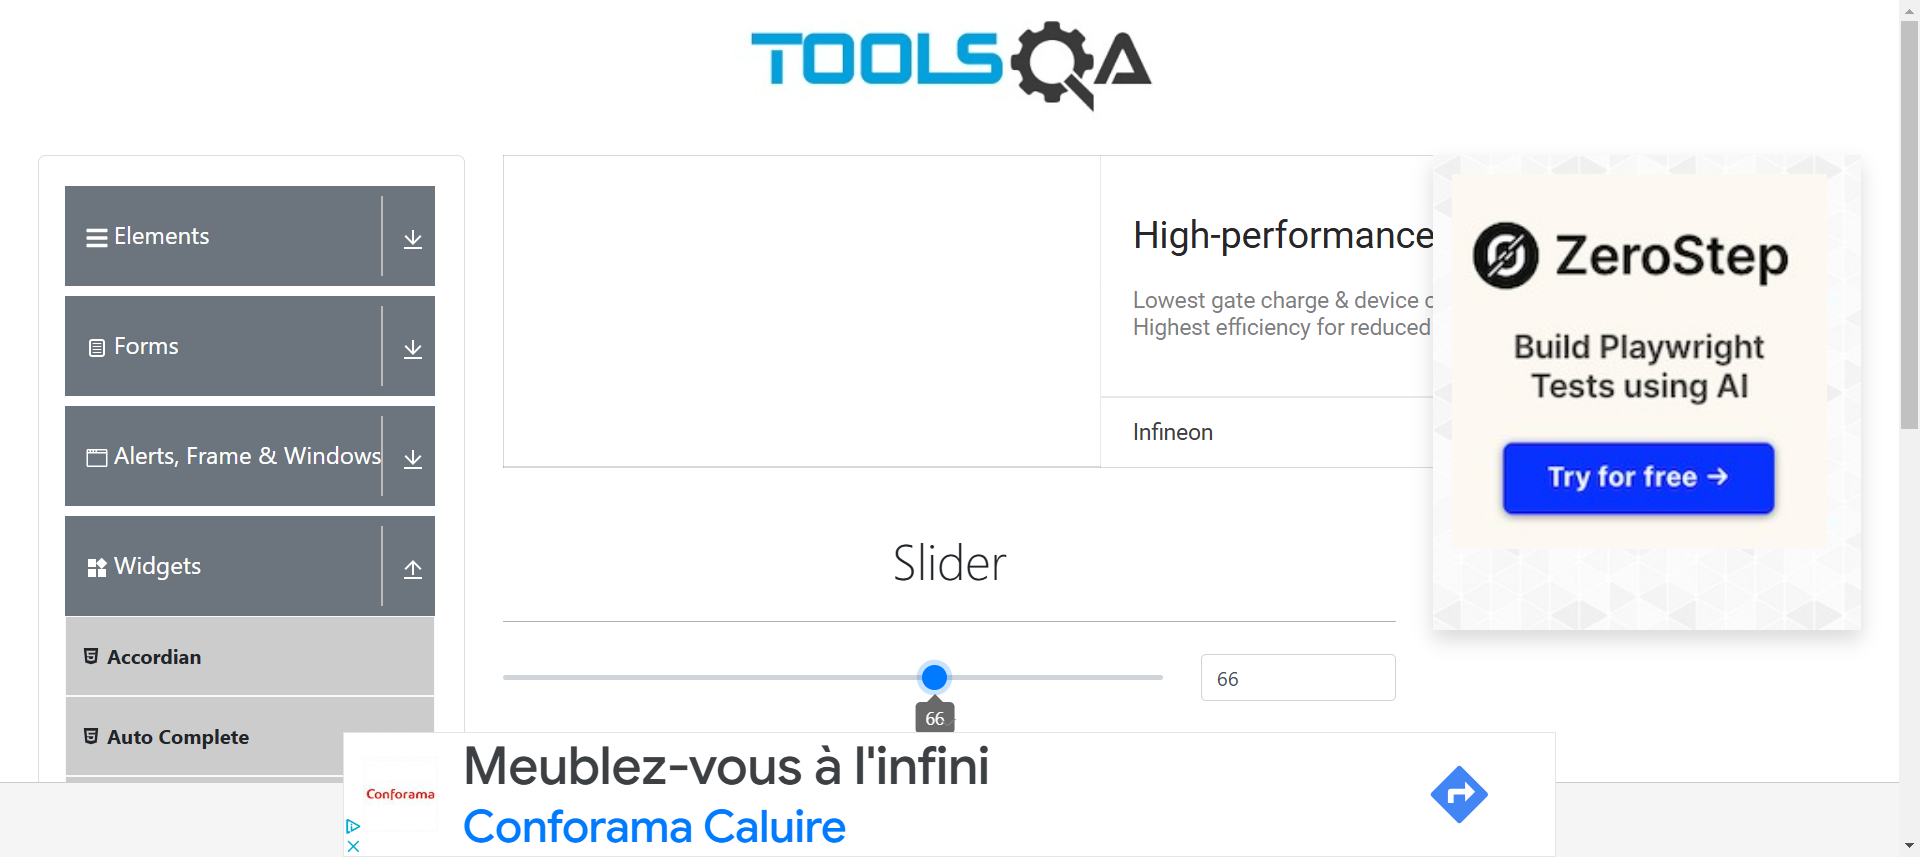 TOOLSQA
Elements
Forms
Alerts, Frame & Windows
Widgets
Accordian
Auto Complete
High-performance
Lowest gate charge & device c
Highest efficiency for reduced
Infineon
ZeroStep
Build Playwright
Tests using AI
Try for free →
Slider
66
66
Conforama
Meublez-vous à l'infini
Conforama Caluire